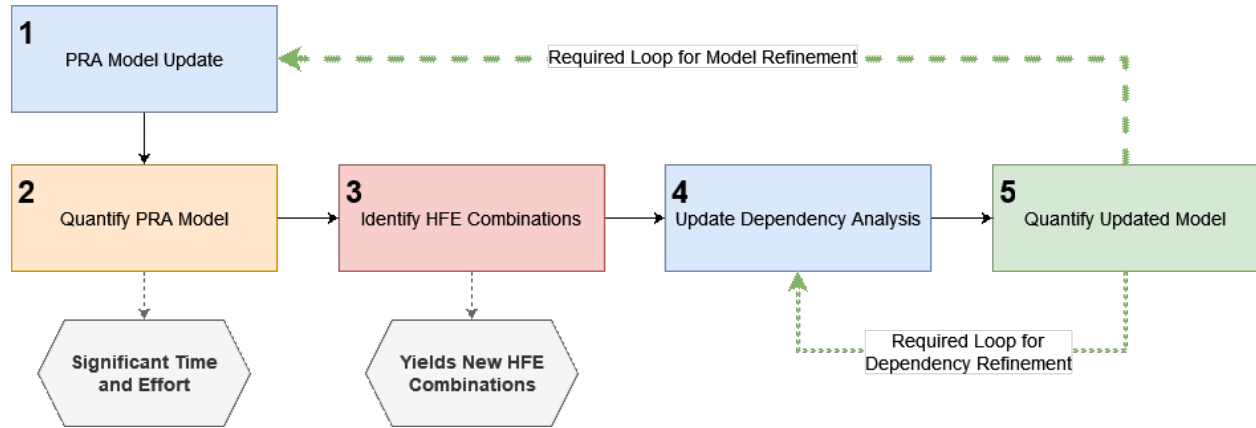 1
PRA Model Update
Required Loop for Model Refinement
2
Quantify PRA Model
3
Identify HFE Combinations
4
Update Dependency Analysis
5
Quantify Updated Model
Significant Time
and Effort
Yields New HFE
Combinations
Required Loop for
Dependency Refinement